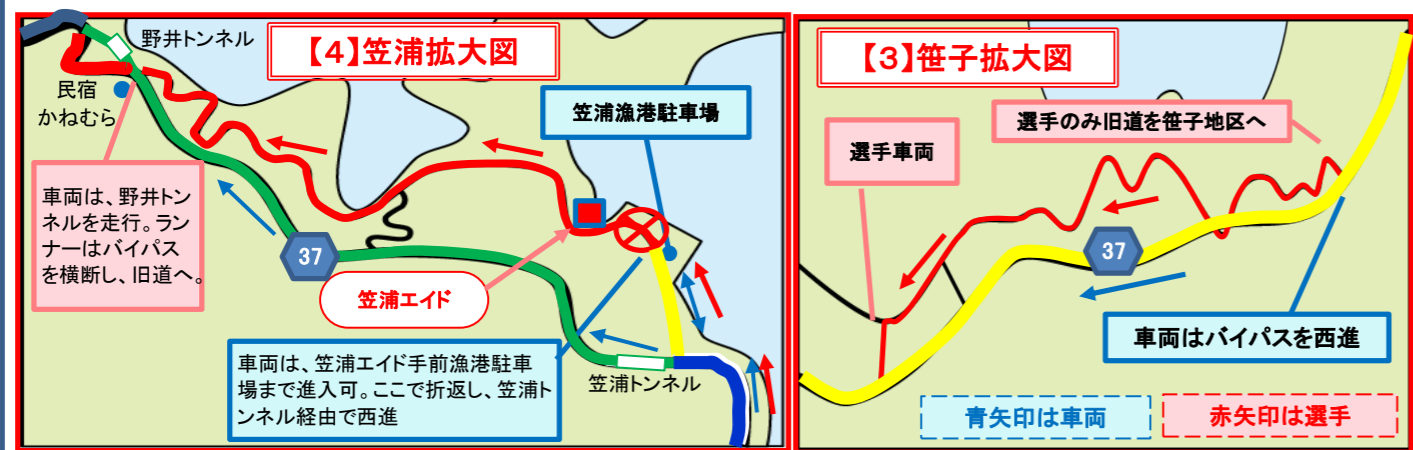 【4】笠浦拡大図
野井トンネル
民宿
かねむら
笠浦漁港駐車場
車両は、野井トン
ネルを走行。ラン
ナーはバイパス
を横断し、旧道へ。
37
笠浦エイド
車両は、笠浦エイド手前漁港駐車
場まで進入可。ここで折返し、笠浦ト
ンネル経由で西進
笠浦トンネル
【3】笹子拡大図
選手のみ旧道を笹子地区へ
選手車両
37
車両はバイパスを西進
青矢印は車両
赤矢印は選手